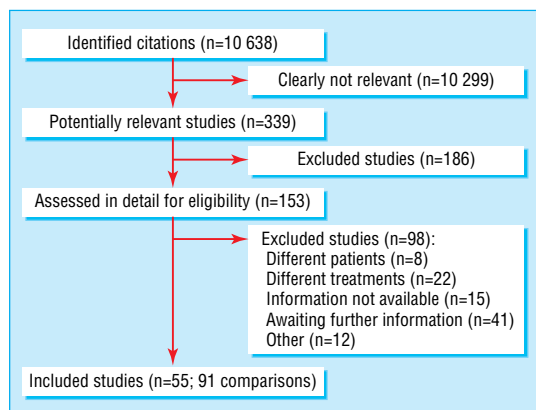 Identified citations (n=10 638)
Clearly not relevant (n=10 299)
Potentially relevant studies (n=339)
Excluded studies (n=186)
Assessed in detail for eligibility (n=153)
Excluded studies (n=98):
Different patients (n=8)
Different treatments (n=22)
Information not available (n=15)
Awaiting further information (n=41)
Other (n=12)
Included studies (n=55; 91 comparisons)